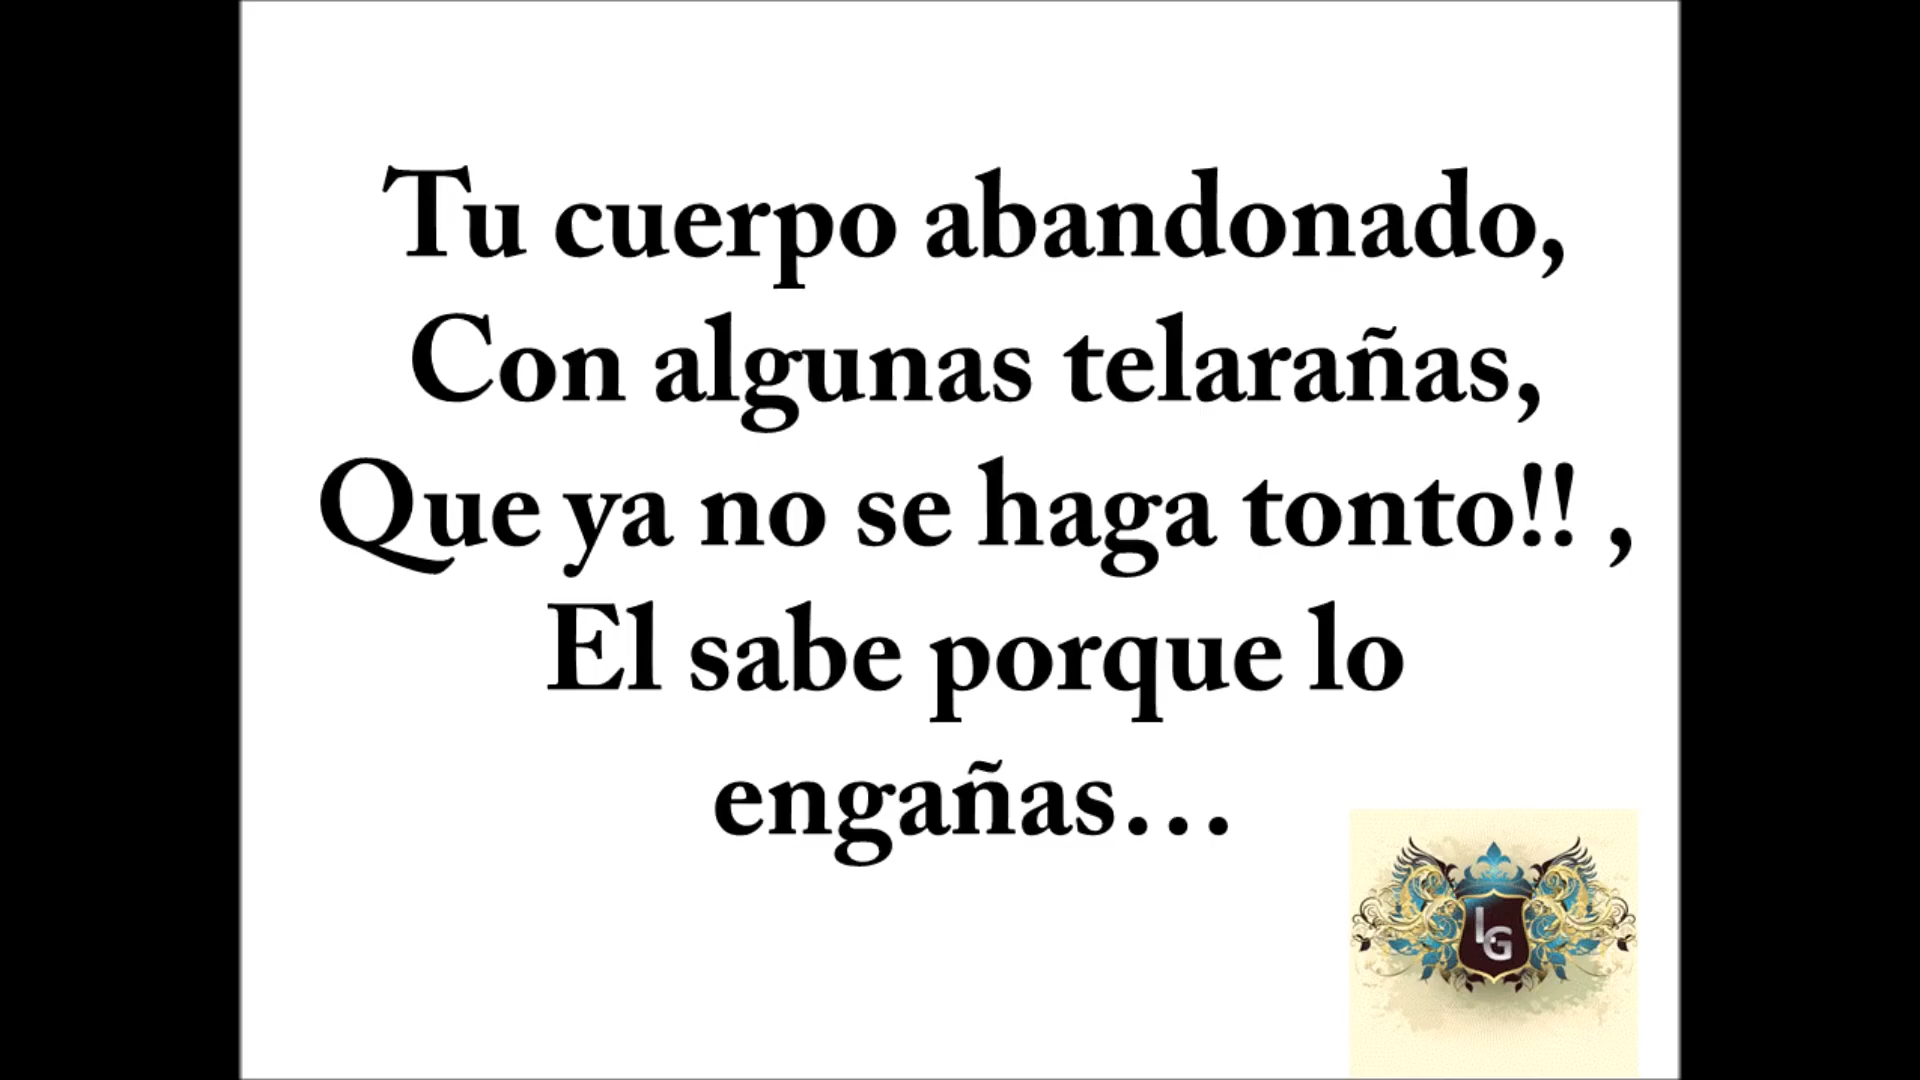 Tu cuerpo abandonado,
Con algunas telarañas,
Que ya no se haga tonto!! ,
El sabe porque lo
engañas…
LG